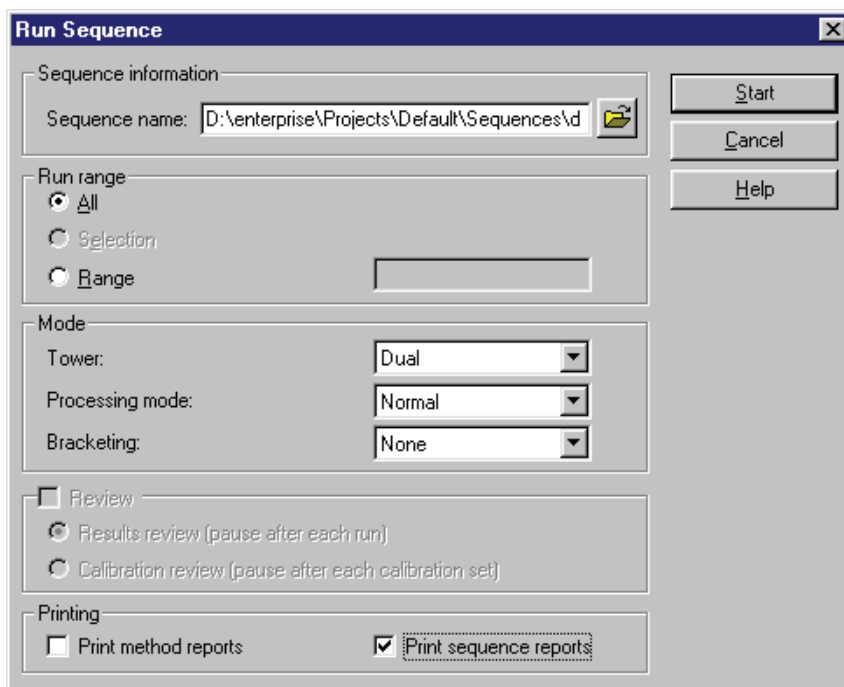 Run Sequence
Sequence information
Sequence name: D:\enterprise\Projects\Default\Sequences\d
Start
Cancel
Help
Run range
All
Selection
Range
Mode
Tower: Dual
Processing mode: Normal
Bracketing: None
Review
Results review (pause after each run)
Calibration review (pause after each calibration set)
Printing
Print method reports Print sequence reports